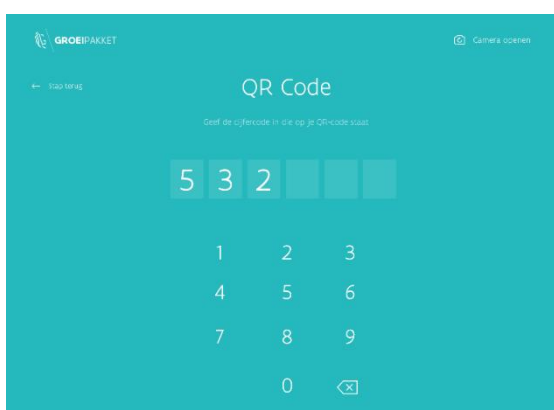 GROEIPAKKET
Camera openen
← Stap terug
QR Code
Geef de cijfercode in die op je QR-code staat
5 3 2
1 2 3
4 5 6
7 8 9
0